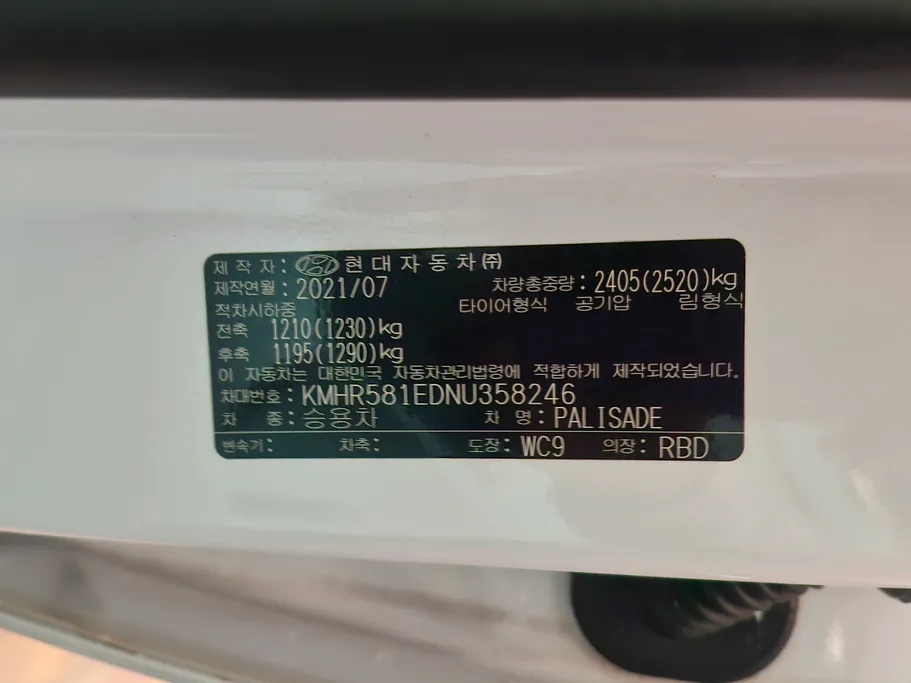 제 작 자 : 현대자동차㈜
제작연월 : 2021/07 차량총중량 : 2405(2520)kg
적차시하중 타이어형식 공기압 림형식
전축 1210(1230)kg
후축 1195(1290)kg
이 자동차는 대한민국 자동차관리법령에 적합하게 제작되었습니다.
차대번호 : KMHR581EDNU358246
차 종 : 승용차 차 명 : PALISADE
변속기 : 차축 : 도장 : WC9 의장 : RBD